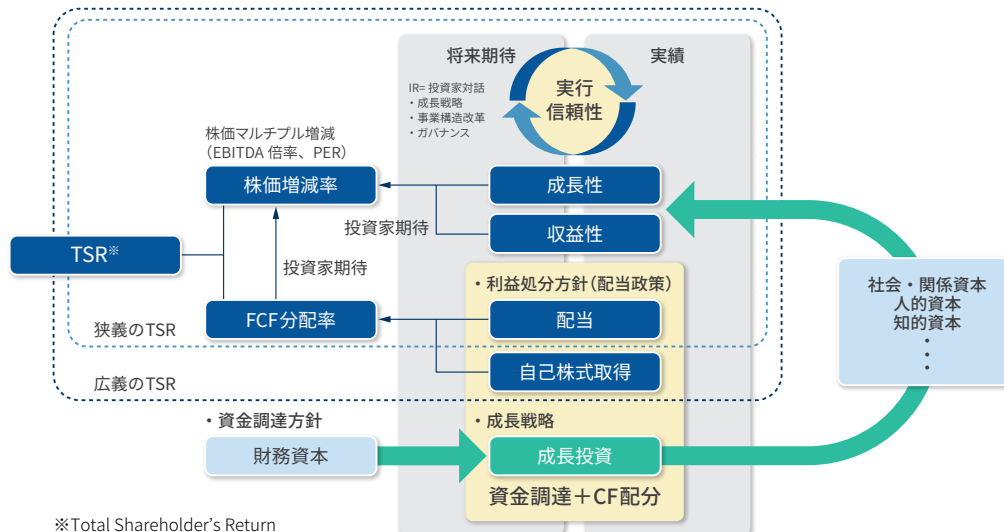 将来期待
実績
IR= 投資家対話
・成長戦略
・事業構造改革
・ガバナンス
実行
信頼性
株価マルチプル増減
（EBITDA 倍率、PER）
株価増減率
成長性
投資家期待
収益性
TSR※
投資家期待
・利益処分方針（配当政策）
FCF分配率
配当
狭義のTSR
自己株式取得
広義のTSR
社会・関係資本
人的資本
知的資本
・
・
・
・資金調達方針
・成長戦略
財務資本
成長投資
資金調達＋CF配分
※Total Shareholder’s Return